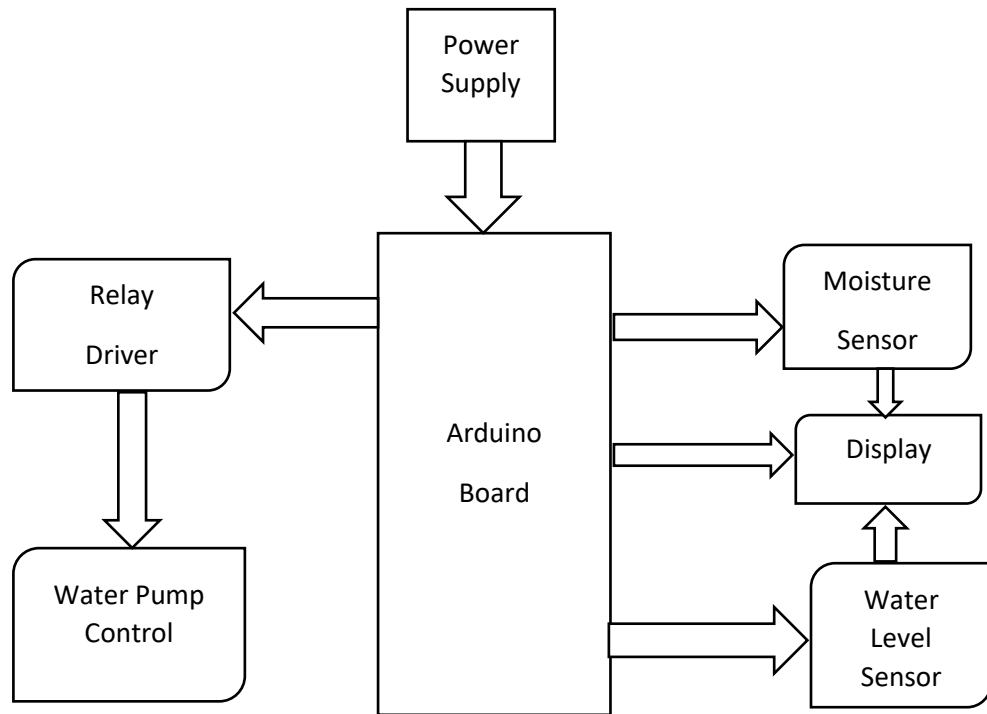 Power
Supply
Relay
Driver
Moisture
Sensor
Arduino
Board
Display
Water Pump
Control
Water
Level
Sensor